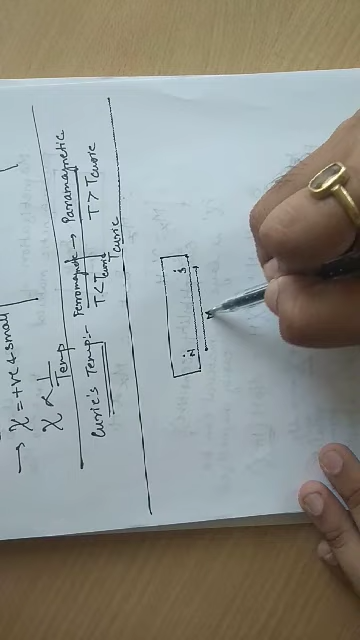 → χ = +ve & small
χ ∝ 1/Temp
Curie's Temp:- Ferromagnetic → Paramagnetic
T < Tcurie T > Tcurie
Tcurie
N S